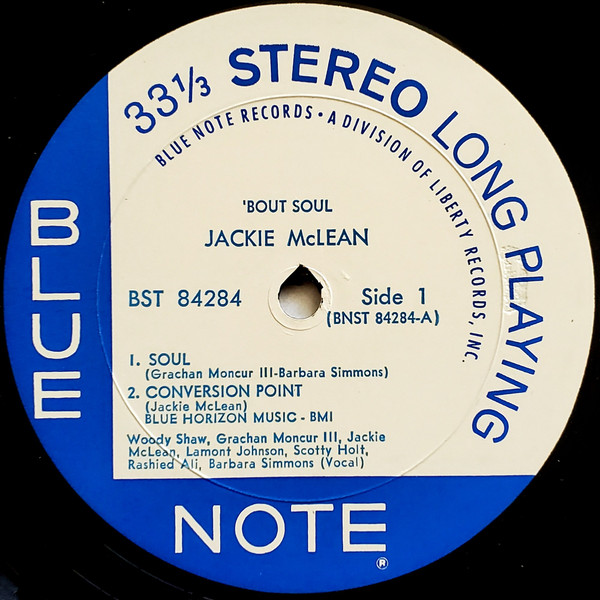 33⅓ STEREO LONG PLAYING
BLUE NOTE RECORDS • A DIVISION OF LIBERTY RECORDS, INC.
'BOUT SOUL
JACKIE McLEAN
BST 84284
Side 1
(BNST 84284-A)
1. SOUL
(Grachan Moncur III-Barbara Simmons)
2. CONVERSION POINT
(Jackie McLean)
BLUE HORIZON MUSIC - BMI
Woody Shaw, Grachan Moncur III, Jackie
McLean, Lamont Johnson, Scotty Holt,
Rashied Ali, Barbara Simmons (Vocal)
BLUE
NOTE
®